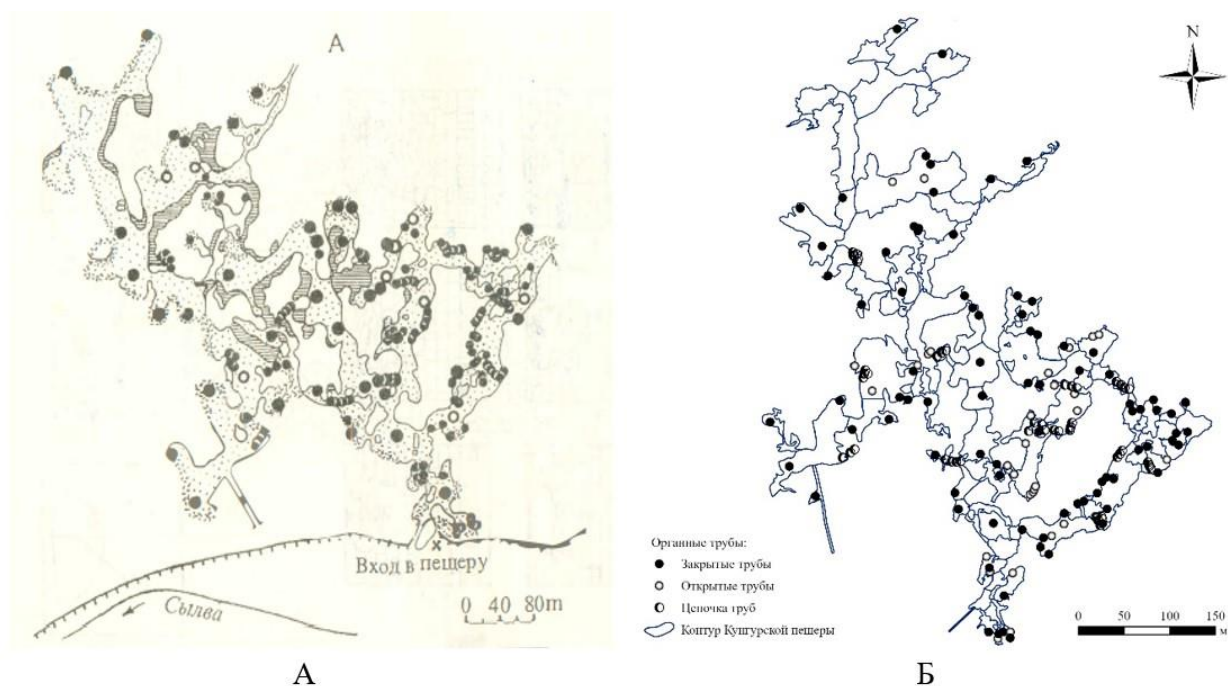 А
Вход в пещеру
Сылва
0 40 80m
N
Органные трубы:
Закрытые трубы
Открытые трубы
Цепочка труб
Контур Кунгурской пещеры
0 50 100 150
м
А
Б